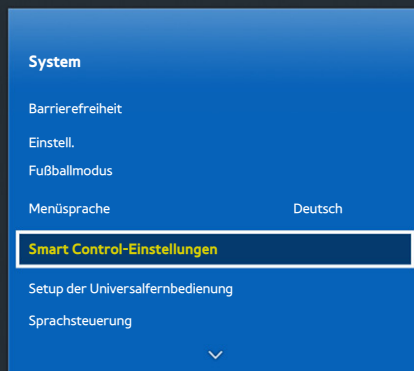 System
Barrierefreiheit
Einstell.
Fußballmodus
Menüsprache Deutsch
Smart Control-Einstellungen
Setup der Universalfernbedienung
Sprachsteuerung